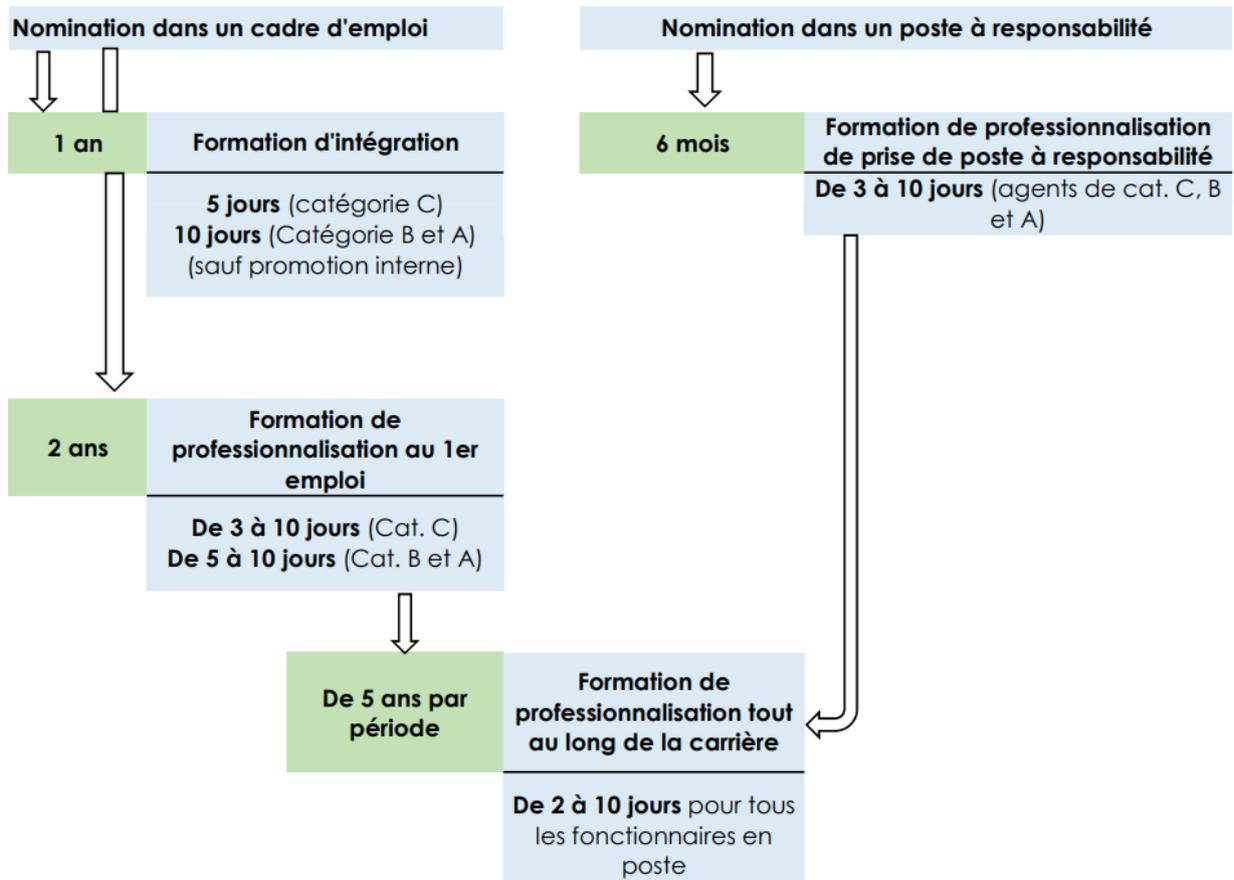 Nomination dans un cadre d'emploi
Nomination dans un poste à responsabilité
1 an
Formation d'intégration
5 jours (catégorie C)
10 jours (Catégorie B et A)
(sauf promotion interne)
6 mois
Formation de professionnalisation
de prise de poste à responsabilité
De 3 à 10 jours (agents de cat. C, B
et A)
2 ans
Formation de
professionnalisation au 1er
emploi
De 3 à 10 jours (Cat. C)
De 5 à 10 jours (Cat. B et A)
De 5 ans par
période
Formation de
professionnalisation tout
au long de la carrière
De 2 à 10 jours pour tous
les fonctionnaires en
poste